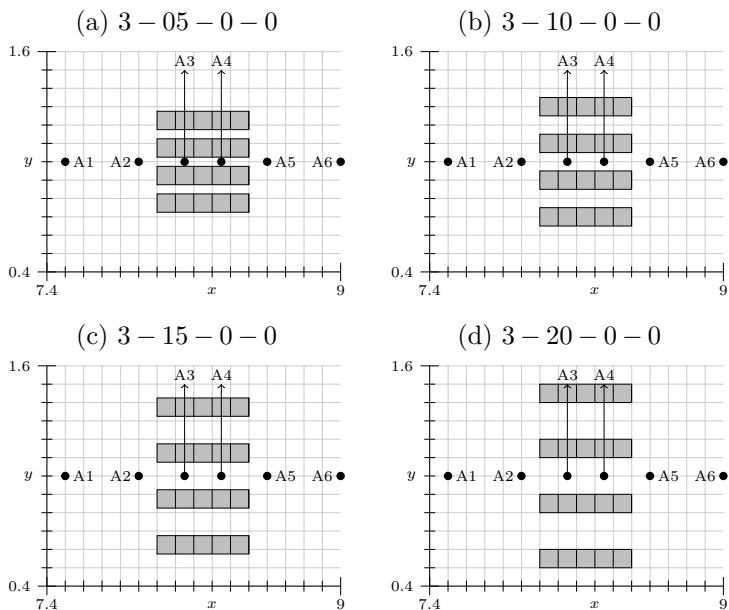 (a) 3 − 05 − 0 − 0
1.6
A3 A4
y
A1 A2 A5 A6
0.4
7.4 x 9
(b) 3 − 10 − 0 − 0
1.6
A3 A4
y
A1 A2 A5 A6
0.4
7.4 x 9
(c) 3 − 15 − 0 − 0
1.6
A3 A4
y
A1 A2 A5 A6
0.4
7.4 x 9
(d) 3 − 20 − 0 − 0
1.6
A3 A4
y
A1 A2 A5 A6
0.4
7.4 x 9